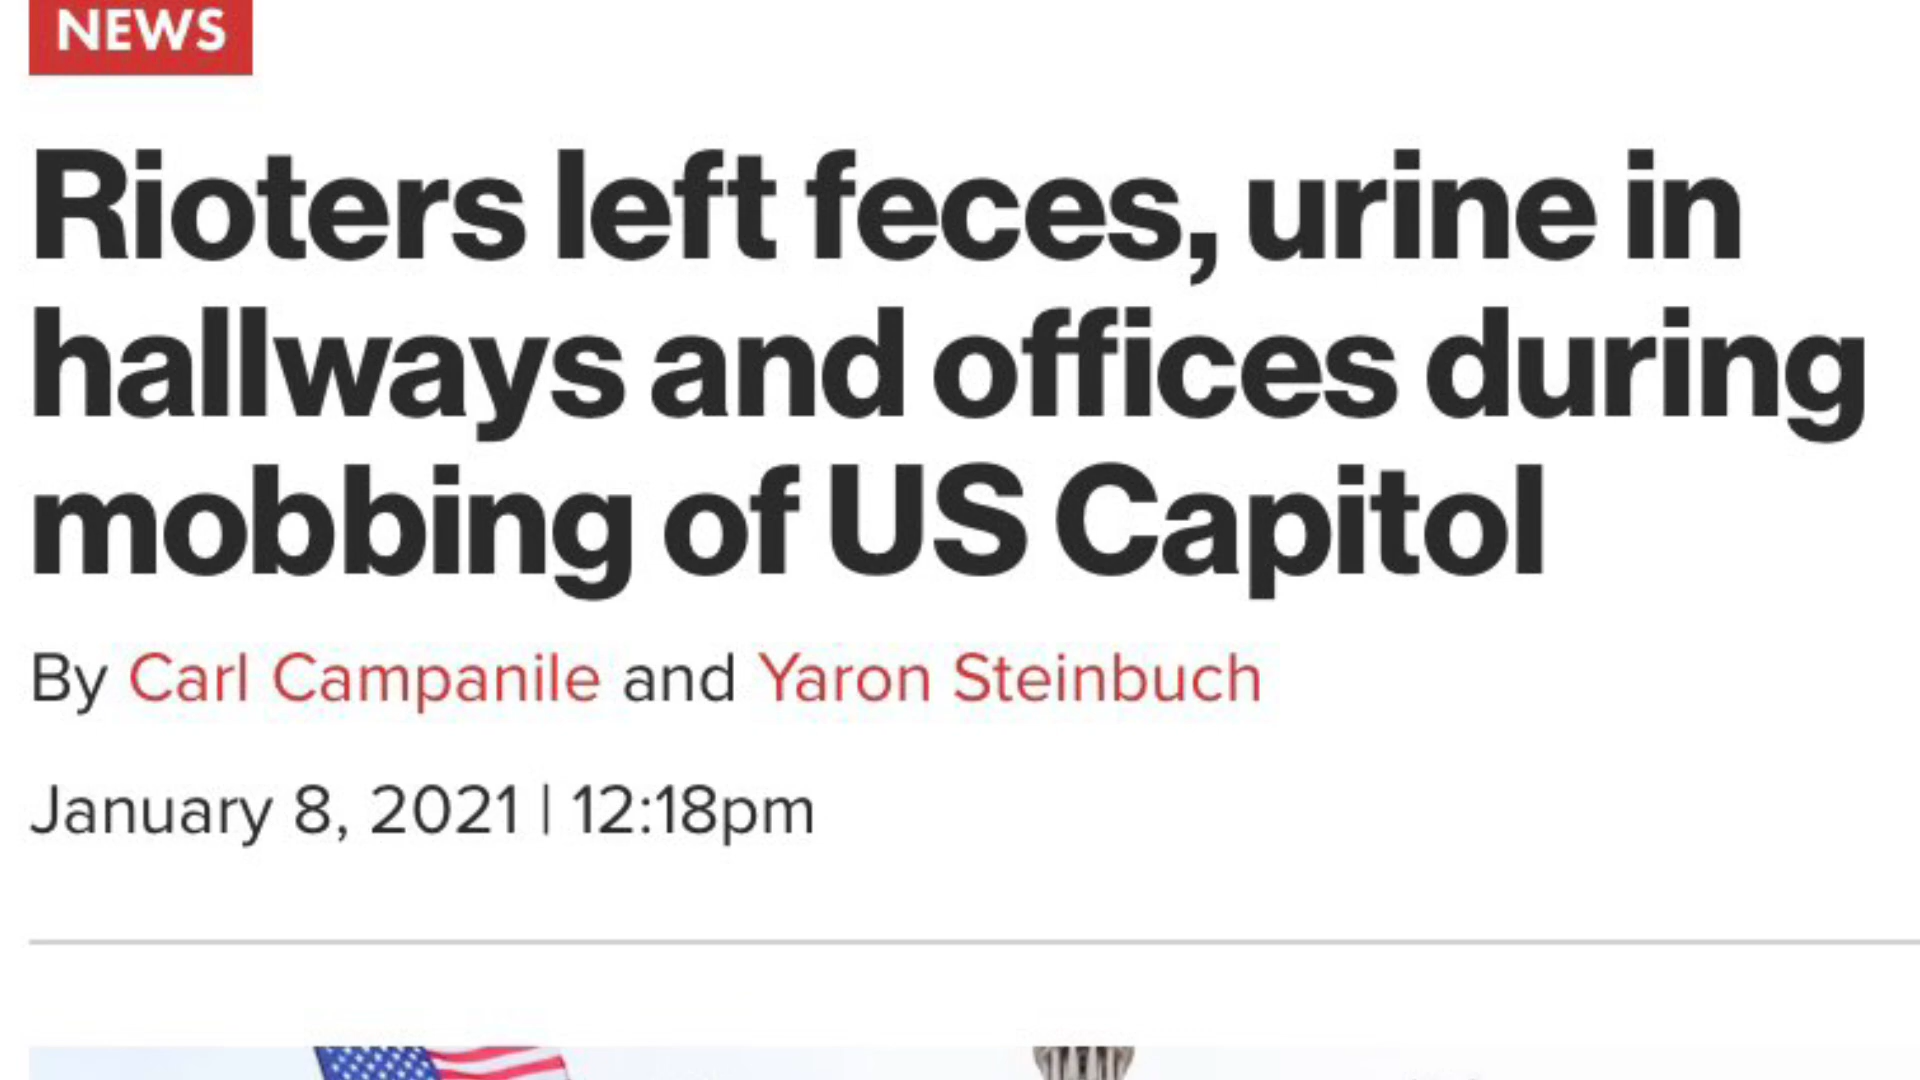 NEWS
Rioters left feces, urine in
hallways and offices during
mobbing of US Capitol
By Carl Campanile and Yaron Steinbuch
January 8, 2021 | 12:18pm